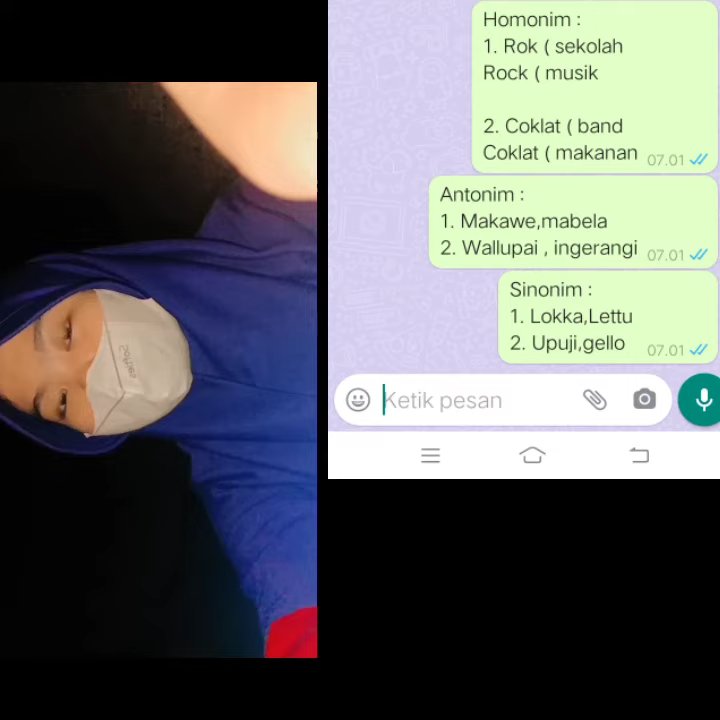 Homonim :
1. Rok ( sekolah
Rock ( musik
2. Coklat ( band
Coklat ( makanan
07.01
Antonim :
1. Makawe,mabela
2. Wallupai , ingerangi
07.01
Sinonim :
1. Lokka,Lettu
2. Upuji,gello
07.01
Ketik pesan